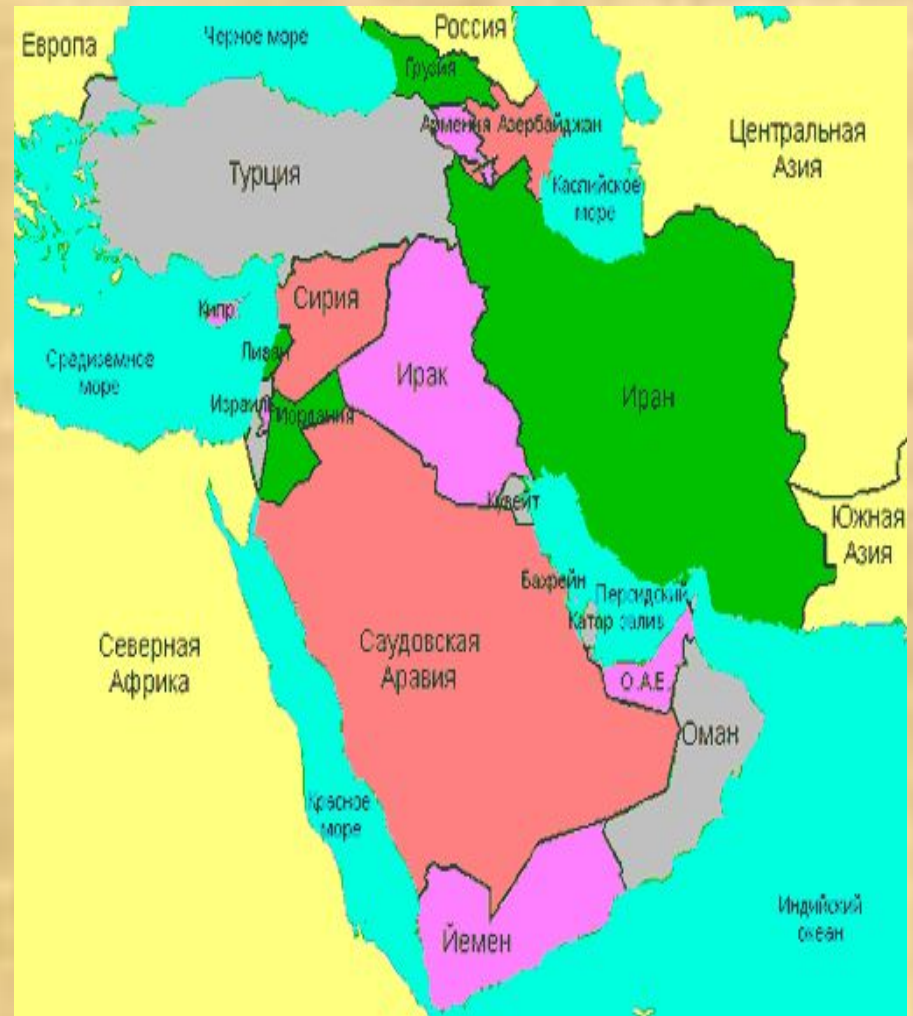 Европа
Черное море
Россия
Грузия
Армения
Азербайджан
Центральная
Азия
Турция
Каспийское
море
Сирия
Кипр
Ливан
Средиземное
море
Ирак
Иран
Израиль
Иордания
Кувейт
Южная
Азия
Бахрейн
Персидский
залив
Катар
Северная
Африка
Саудовская
Аравия
О.А.Е.
Оман
Красное
море
Йемен
Индийский
океан